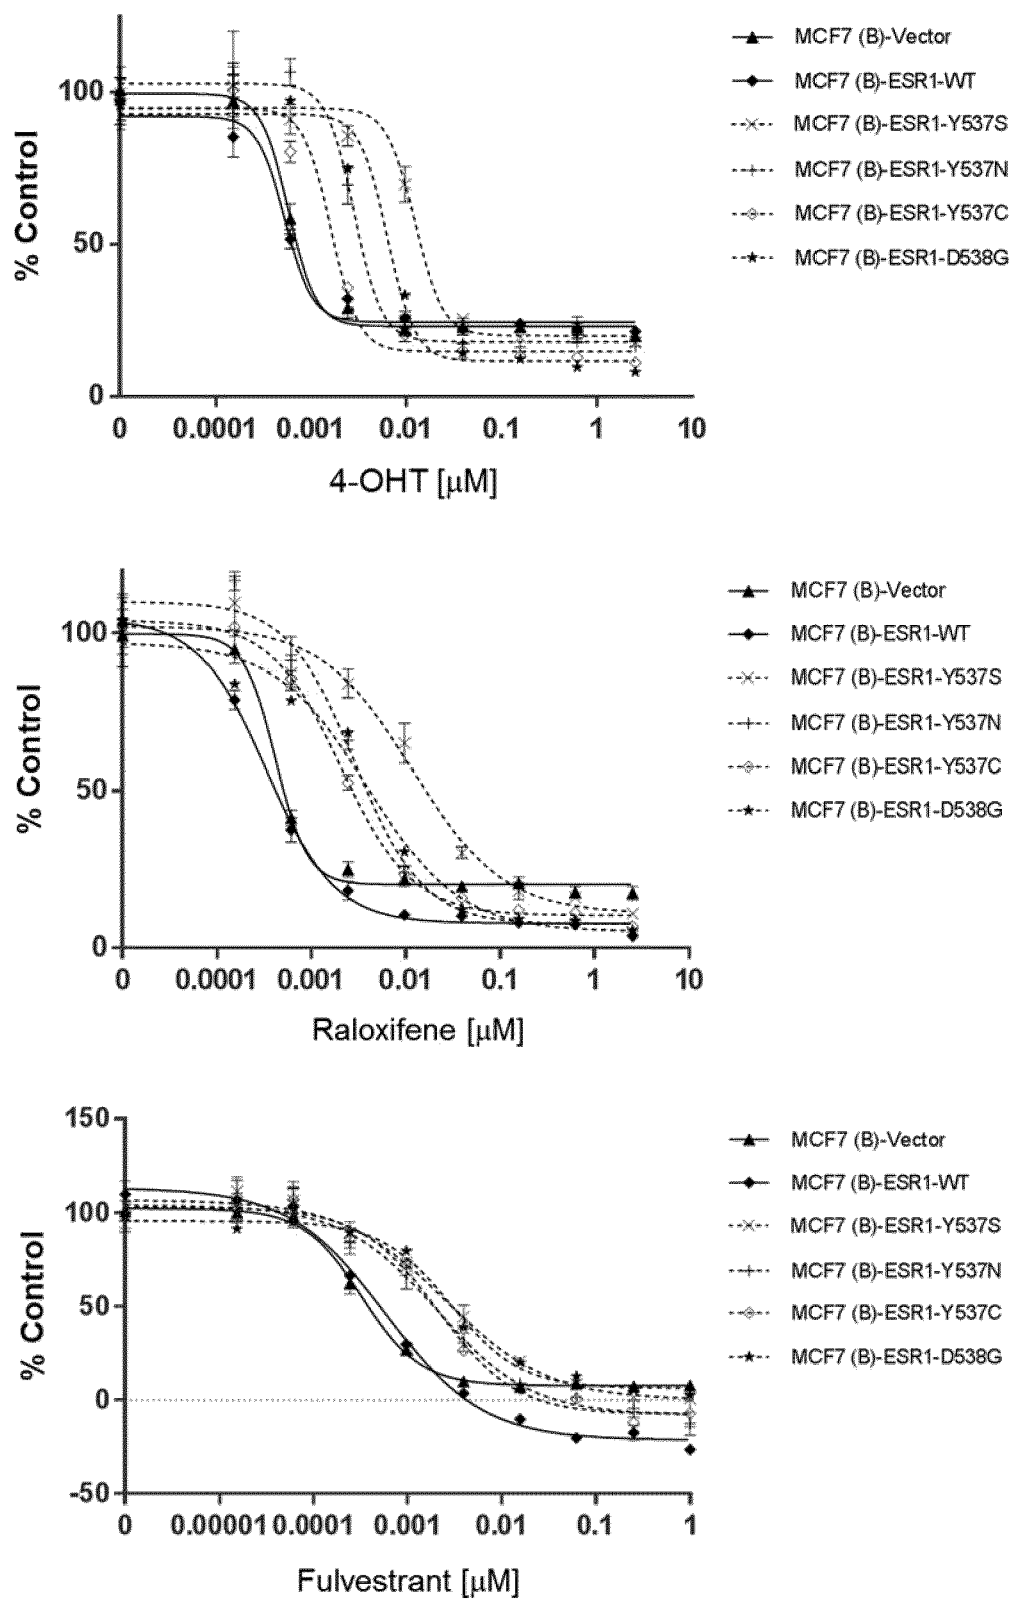 MCF7 (B)-Vector
MCF7 (B)-ESR1-WT
MCF7 (B)-ESR1-Y537S
MCF7 (B)-ESR1-Y537N
MCF7 (B)-ESR1-Y537C
MCF7 (B)-ESR1-D538G
% Control
100
50
0
0 0.0001 0.001 0.01 0.1 1 10
4-OHT [μM]
MCF7 (B)-Vector
MCF7 (B)-ESR1-WT
MCF7 (B)-ESR1-Y537S
MCF7 (B)-ESR1-Y537N
MCF7 (B)-ESR1-Y537C
MCF7 (B)-ESR1-D538G
% Control
100
50
0
0 0.0001 0.001 0.01 0.1 1 10
Raloxifene [μM]
MCF7 (B)-Vector
MCF7 (B)-ESR1-WT
MCF7 (B)-ESR1-Y537S
MCF7 (B)-ESR1-Y537N
MCF7 (B)-ESR1-Y537C
MCF7 (B)-ESR1-D538G
% Control
150
100
50
0
-50
0 0.00001 0.0001 0.001 0.01 0.1 1
Fulvestrant [μM]